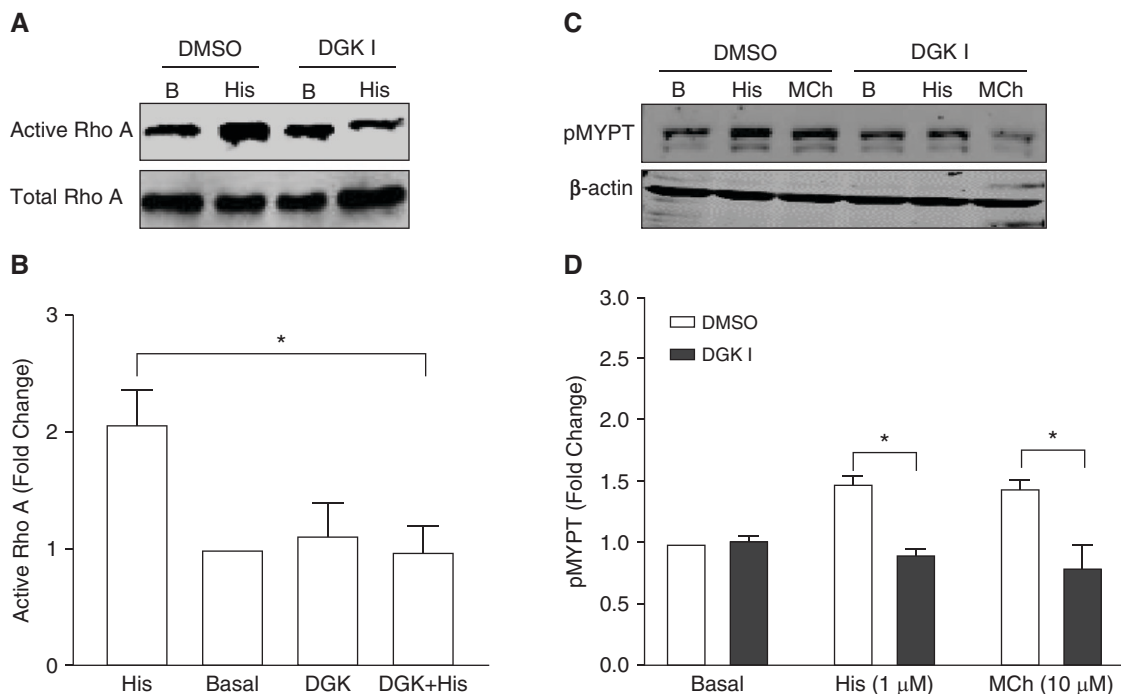 A
DMSO DGK I
B His B His
Active Rho A
Total Rho A
C
DMSO DGK I
B His MCh B His MCh
pMYPT
β-actin
B
Active Rho A (Fold Change)
3
2
1
0
*
His Basal DGK DGK+His
D
pMYPT (Fold Change)
3.0
2.5
2.0
1.5
1.0
0.5
0.0
DMSO
DGK I
* *
Basal His (1 μM) MCh (10 μM)